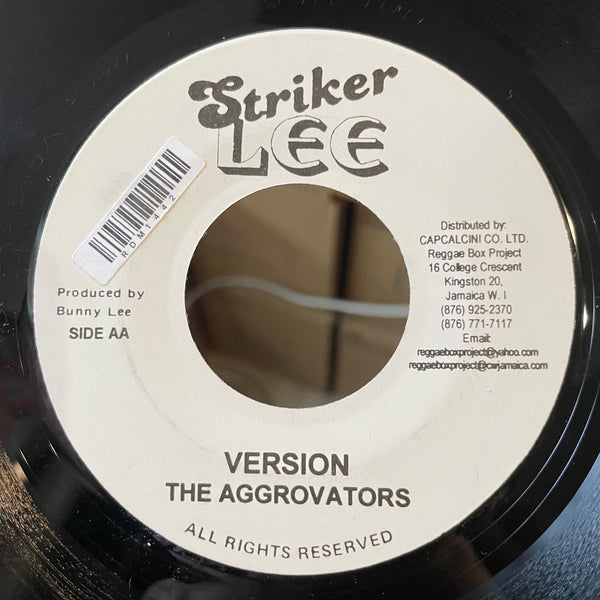 Striker
LEE
RDM1442
Produced by
Bunny Lee
SIDE AA
Distributed by:
CAPCALCINI CO. LTD.
Reggae Box Project
16 College Crescent
Kingston 20,
Jamaica W. I
(876) 925-2370
(876) 771-7117
Email:
reggaeboxproject@yahoo.com
reggaeboxproject@cwjamaica.com
VERSION
THE AGGROVATORS
ALL RIGHTS RESERVED